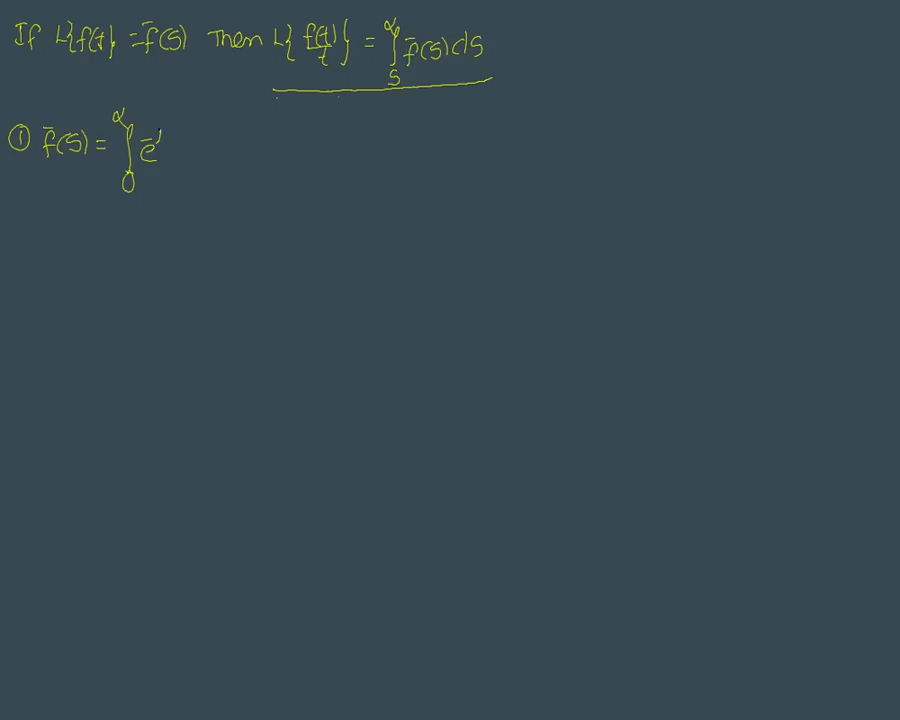 If L{f(t)} = f̄(s) Then L{f(t)/t} = ∫_s^∞ f̄(s) ds
① f̄(s) = ∫_0^∞ e⁻